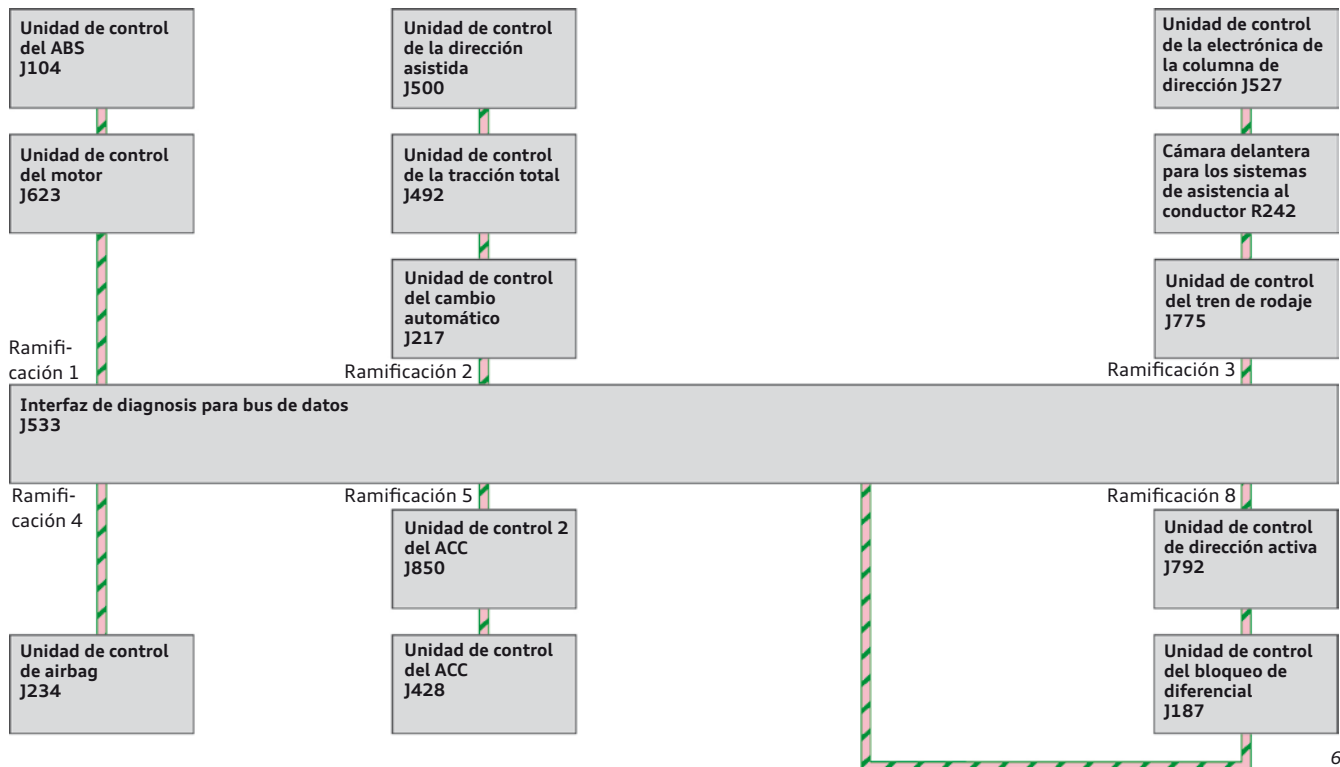 Unidad de control
del ABS
J104
Unidad de control
de la dirección
asistida
J500
Unidad de control
de la electrónica de
la columna de
dirección J527
Unidad de control
del motor
J623
Unidad de control
de la tracción total
J492
Cámara delantera
para los sistemas
de asistencia al
conductor R242
Unidad de control
del cambio
automático
J217
Unidad de control
del tren de rodaje
J775
Ramifi-
cación 1
Ramificación 2
Ramificación 3
Interfaz de diagnosis para bus de datos
J533
Ramifi-
cación 4
Ramificación 5
Ramificación 8
Unidad de control 2
del ACC
J850
Unidad de control
de dirección activa
J792
Unidad de control
de airbag
J234
Unidad de control
del ACC
J428
Unidad de control
del bloqueo de
diferencial
J187
6